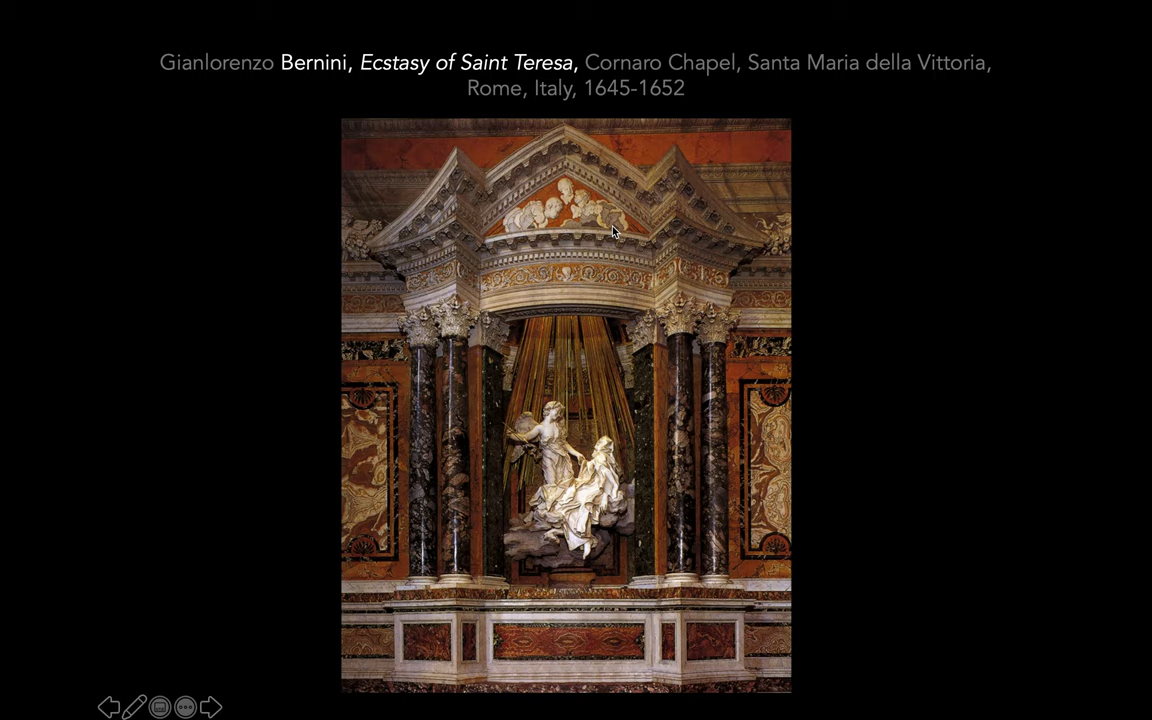 Gianlorenzo Bernini, Ecstasy of Saint Teresa, Cornaro Chapel, Santa Maria della Vittoria,
Rome, Italy, 1645-1652